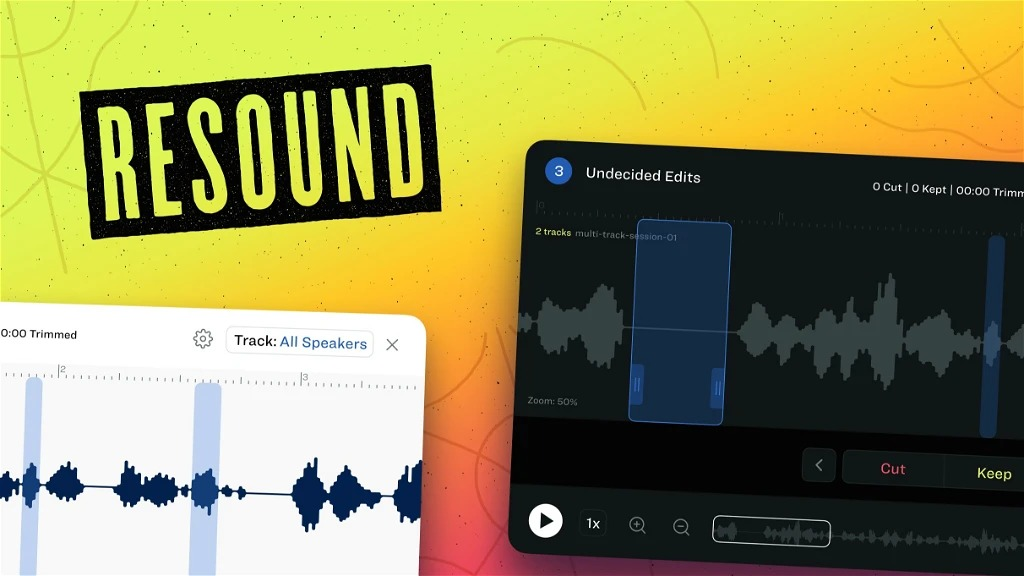 RESOUND
3 Undecided Edits
0 Cut | 0 Kept | 00:00
0
2 tracks multi-track-session-01
Zoom: 50%
Cut
Keep
1x
0:00 Trimmed
Track: All Speakers
2
3